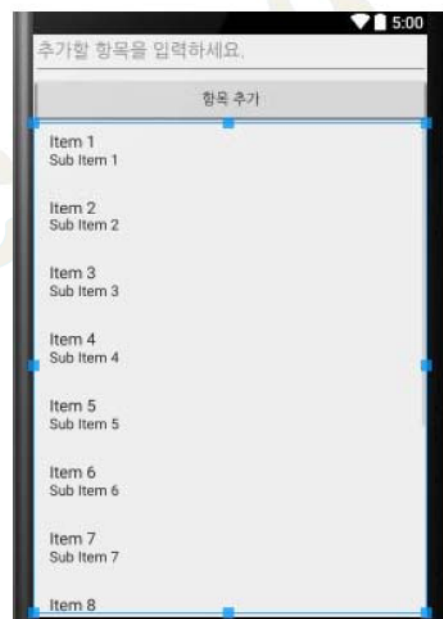 5:00
추가할 항목을 입력하세요.
항목 추가
Item 1
Sub Item 1
Item 2
Sub Item 2
Item 3
Sub Item 3
Item 4
Sub Item 4
Item 5
Sub Item 5
Item 6
Sub Item 6
Item 7
Sub Item 7
Item 8